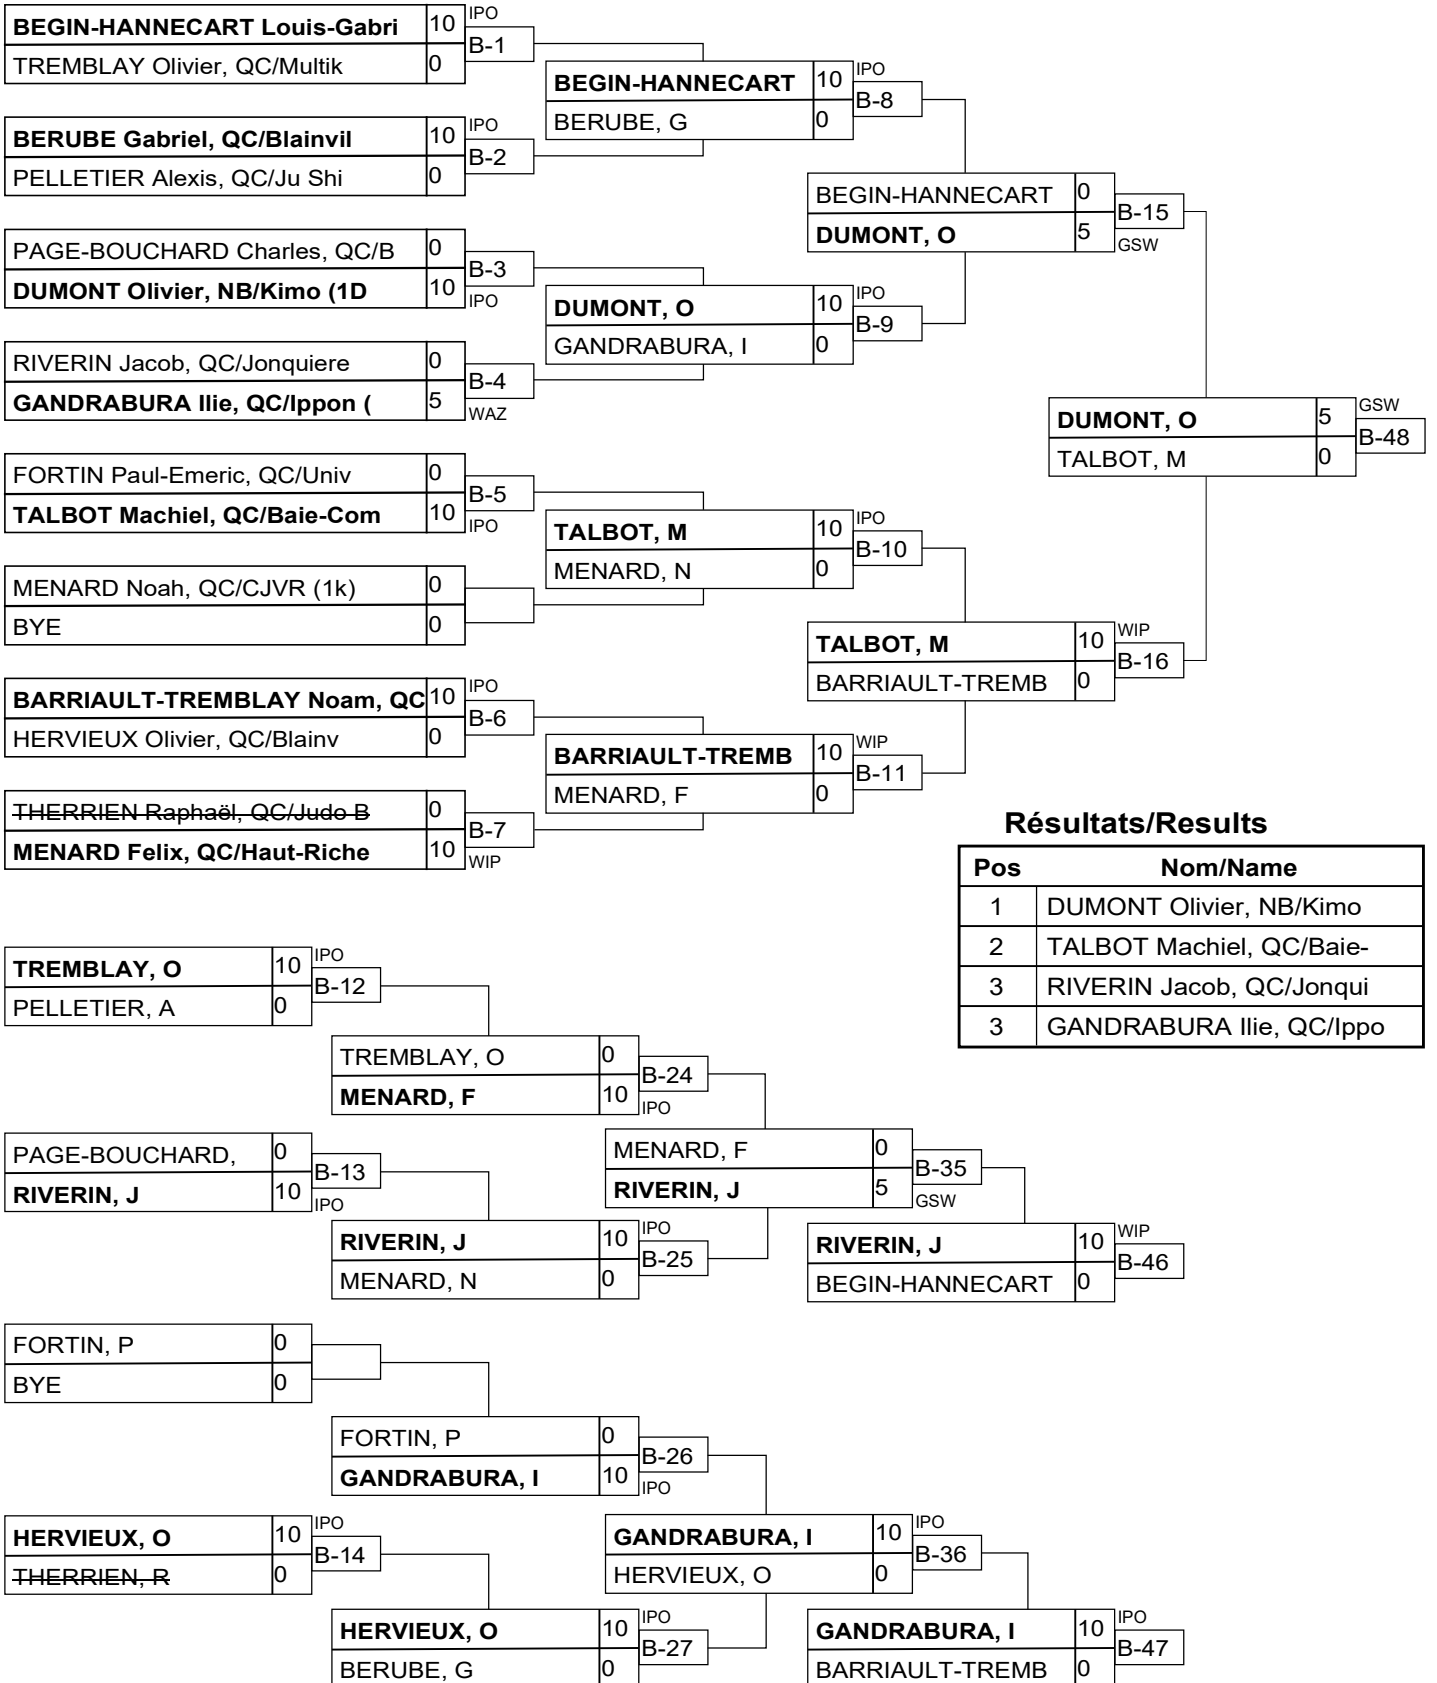 BEGIN-HANNECART Louis-Gabri 10 IPO
TREMBLAY Olivier, QC/Multik 0
B-1
BERUBE Gabriel, QC/Blainvil 10 IPO
PELLETIER Alexis, QC/Ju Shi 0
B-2
PAGE-BOUCHARD Charles, QC/B 0
DUMONT Olivier, NB/Kimo (1D 10 IPO
B-3
RIVERIN Jacob, QC/Jonquiere 0
GANDRABURA Ilie, QC/Ippon ( 5 WAZ
B-4
FORTIN Paul-Emeric, QC/Univ 0
TALBOT Machiel, QC/Baie-Com 10 IPO
B-5
MENARD Noah, QC/CJVR (1k) 0
BYE 0
BARRIAULT-TREMBLAY Noam, QC 10 IPO
HERVIEUX Olivier, QC/Blainv 0
B-6
THERRIEN Raphaël, QC/Judo B 0
MENARD Felix, QC/Haut-Riche 10 WIP
B-7
BEGIN-HANNECART 10 IPO
BERUBE, G 0
B-8
DUMONT, O 10 IPO
GANDRABURA, I 0
B-9
TALBOT, M 10 IPO
MENARD, N 0
B-10
BARRIAULT-TREMB 10 WIP
MENARD, F 0
B-11
BEGIN-HANNECART 0
DUMONT, O 5 GSW
B-15
TALBOT, M 10 WIP
BARRIAULT-TREMB 0
B-16
DUMONT, O 5 GSW
TALBOT, M 0
B-48
Résultats/Results
Pos Nom/Name
1 DUMONT Olivier, NB/Kimo
2 TALBOT Machiel, QC/Baie-
3 RIVERIN Jacob, QC/Jonqui
3 GANDRABURA Ilie, QC/Ippo
TREMBLAY, O 10 IPO
PELLETIER, A 0
B-12
PAGE-BOUCHARD, 0
RIVERIN, J 10 IPO
B-13
TREMBLAY, O 0
MENARD, F 10 IPO
B-24
RIVERIN, J 10 IPO
MENARD, N 0
B-25
MENARD, F 0
RIVERIN, J 5 GSW
B-35
RIVERIN, J 10 WIP
BEGIN-HANNECART 0
B-46
FORTIN, P 0
BYE 0
HERVIEUX, O 10 IPO
THERRIEN, R 0
B-14
FORTIN, P 0
GANDRABURA, I 10 IPO
B-26
HERVIEUX, O 10 IPO
BERUBE, G 0
B-27
GANDRABURA, I 10 IPO
HERVIEUX, O 0
B-36
GANDRABURA, I 10 IPO
BARRIAULT-TREMB 0
B-47